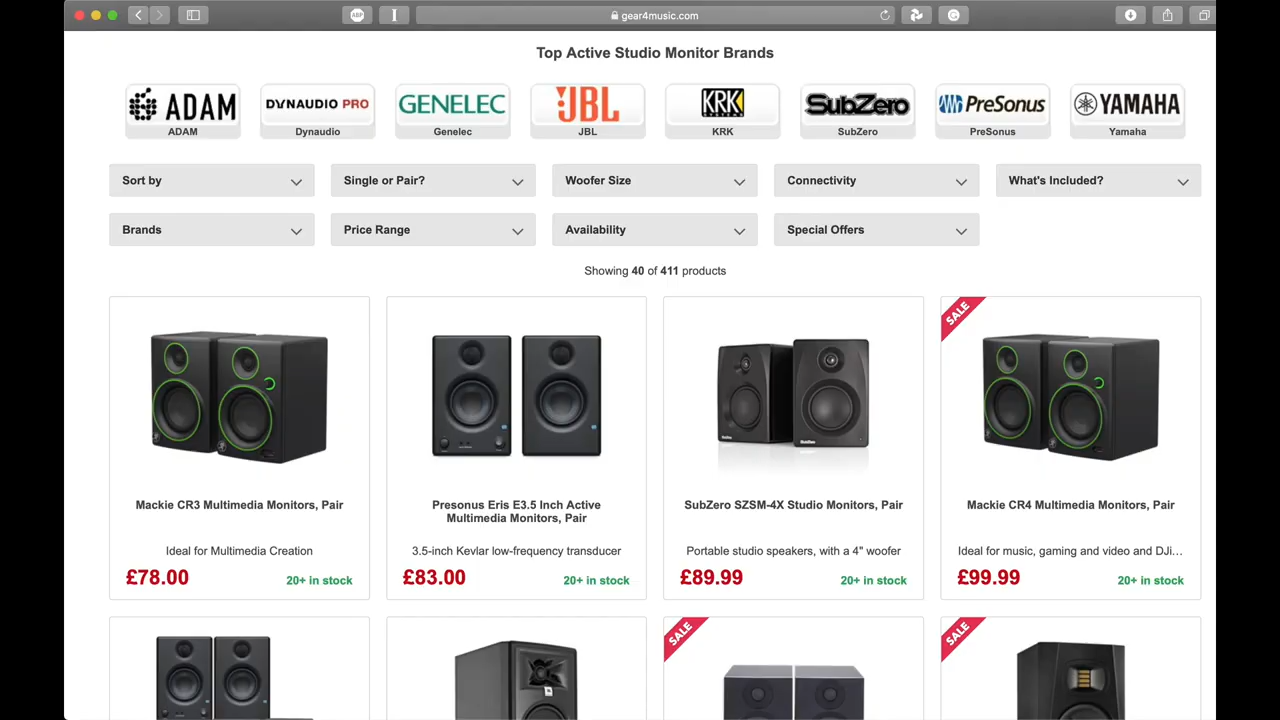 ABP
gear4music.com
Top Active Studio Monitor Brands
ADAM DYNAUDIO PRO GENELEC JBL KRK SubZero PreSonus YAMAHA
ADAM Dynaudio Genelec JBL KRK SubZero PreSonus Yamaha
Sort by Single or Pair? Woofer Size Connectivity What's Included?
Brands Price Range Availability Special Offers
Showing 40 of 411 products
SALE
Mackie CR3 Multimedia Monitors, Pair
Ideal for Multimedia Creation
£78.00 20+ in stock
Presonus Eris E3.5 Inch Active
Multimedia Monitors, Pair
3.5-inch Kevlar low-frequency transducer
£83.00 20+ in stock
SubZero SZSM-4X Studio Monitors, Pair
Portable studio speakers, with a 4" woofer
£89.99 20+ in stock
Mackie CR4 Multimedia Monitors, Pair
Ideal for music, gaming and video and DJi…
£99.99 20+ in stock
SALE
SALE